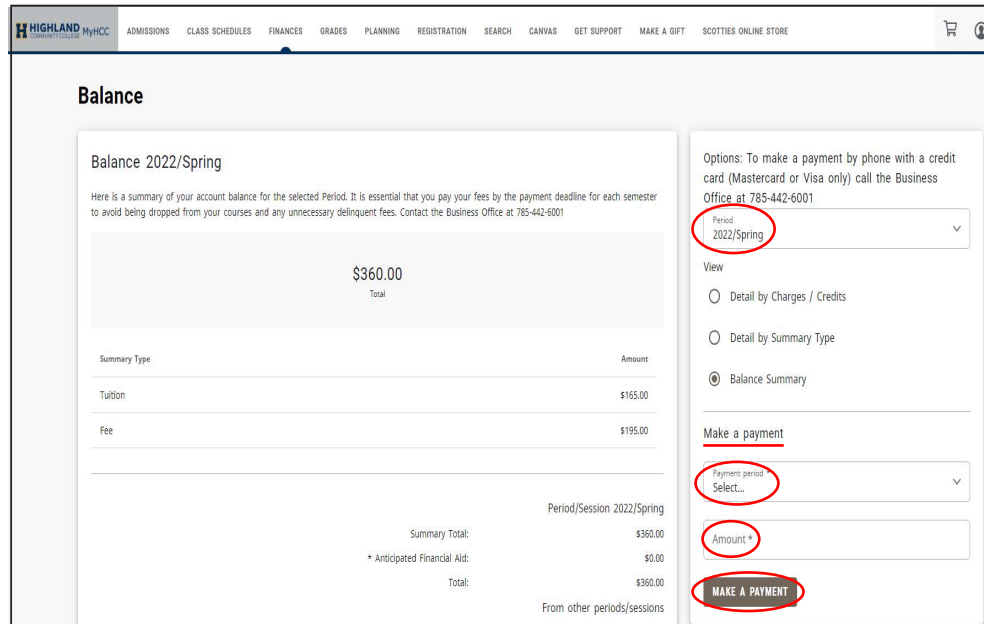 HIGHLAND MyHCC
COMMUNITY COLLEGE
ADMISSIONS CLASS SCHEDULES FINANCES GRADES PLANNING REGISTRATION SEARCH CANVAS GET SUPPORT MAKE A GIFT SCOTTIES ONLINE STORE
Balance
Balance 2022/Spring
Here is a summary of your account balance for the selected Period. It is essential that you pay your fees by the payment deadline for each semester
to avoid being dropped from your courses and any unnecessary delinquent fees. Contact the Business Office at 785-442-6001
$360.00
Total
Summary Type Amount
Tuition $165.00
Fee $195.00
Period/Session 2022/Spring
Summary Total: $360.00
* Anticipated Financial Aid: $0.00
Total: $360.00
From other periods/sessions
Options: To make a payment by phone with a credit
card (Mastercard or Visa only) call the Business
Office at 785-442-6001
Period
2022/Spring
View
Detail by Charges / Credits
Detail by Summary Type
Balance Summary
Make a payment
Payment period *
Select...
Amount *
MAKE A PAYMENT